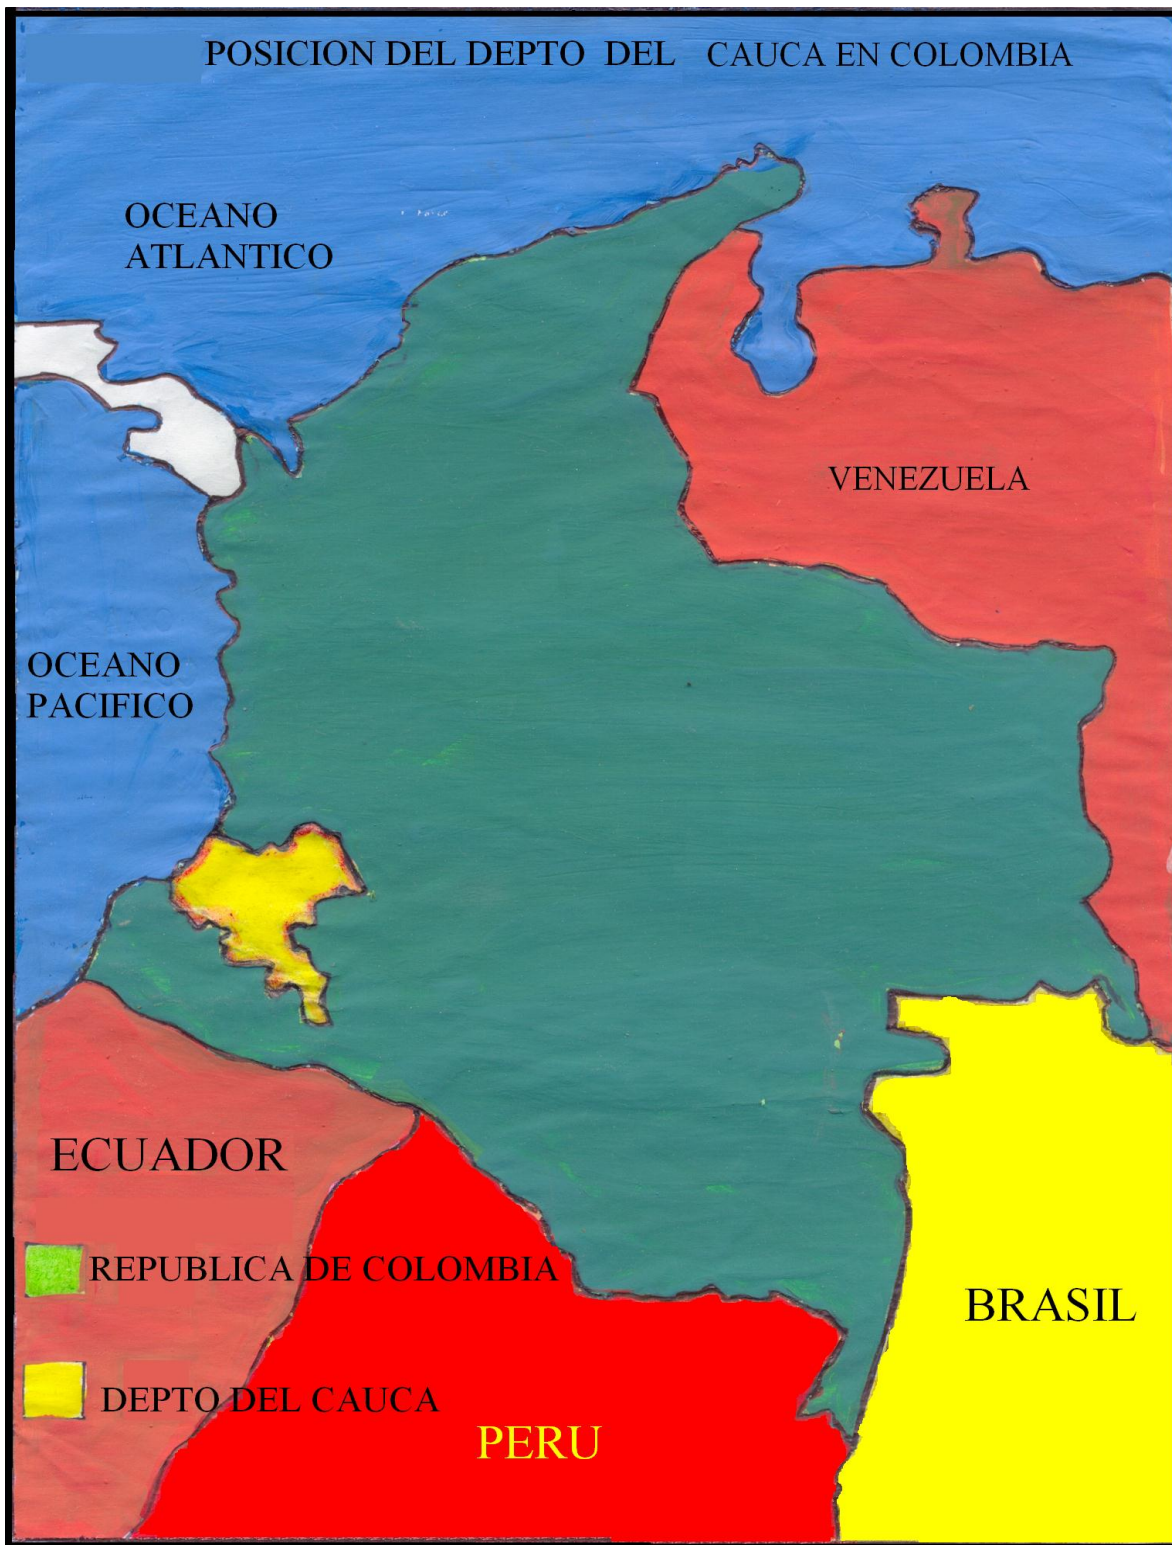 POSICION DEL DEPTO DEL CAUCA EN COLOMBIA
OCEANO
ATLANTICO
VENEZUELA
OCEANO
PACIFICO
ECUADOR
REPUBLICA DE COLOMBIA
BRASIL
DEPTO DEL CAUCA
PERU